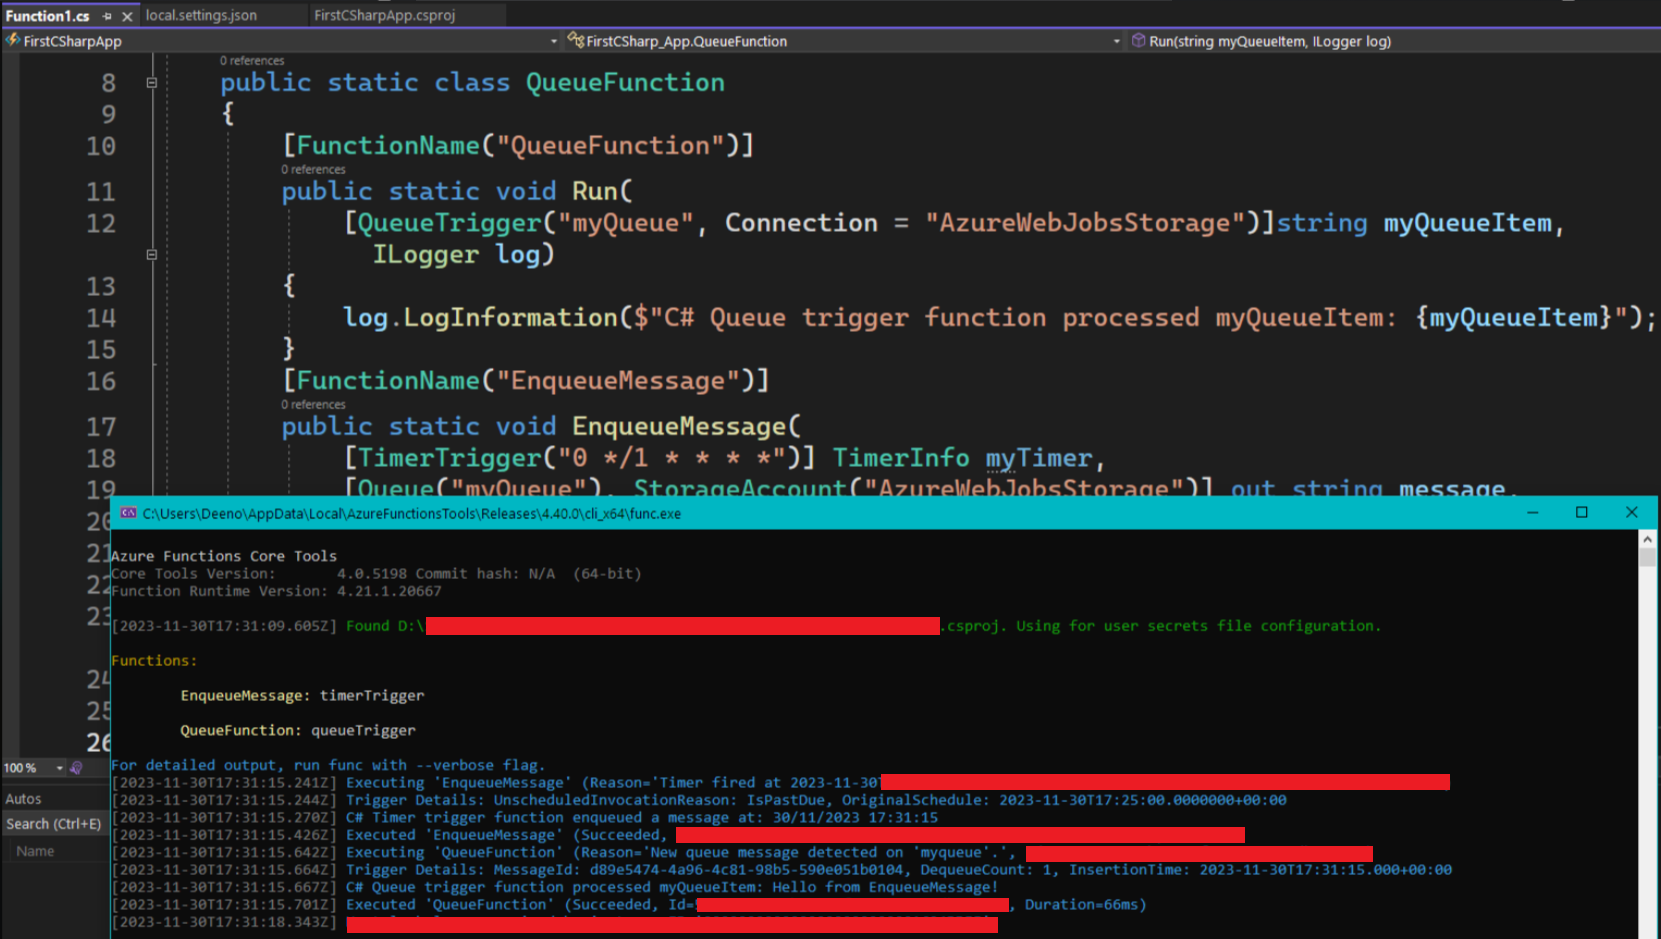 Function1.cs
local.settings.json
FirstCSharpApp.csproj
FirstCSharpApp
FirstCSharp_App.QueueFunction
Run(string myQueueItem, ILogger log)
0 references
8 public static class QueueFunction
9 {
10 [FunctionName("QueueFunction")]
0 references
11 public static void Run(
12 [QueueTrigger("myQueue", Connection = "AzureWebJobsStorage")]string myQueueItem,
ILogger log)
13 {
14 log.LogInformation($"C# Queue trigger function processed myQueueItem: {myQueueItem}");
15 }
16 [FunctionName("EnqueueMessage")]
0 references
17 public static void EnqueueMessage(
18 [TimerTrigger("0 */1 * * * *")] TimerInfo myTimer,
19 [Queue("myQueue"), StorageAccount("AzureWebJobsStorage")] out string message,
20
21
22
23
24
25
26
100 %
Autos
Search (Ctrl+E)
Name
C:\Users\Deeno\AppData\Local\AzureFunctionsTools\Releases\4.40.0\cli_x64\func.exe
Azure Functions Core Tools
Core Tools Version: 4.0.5198 Commit hash: N/A (64-bit)
Function Runtime Version: 4.21.1.20667
[2023-11-30T17:31:09.605Z] Found D:\ .csproj. Using for user secrets file configuration.
Functions:
EnqueueMessage: timerTrigger
QueueFunction: queueTrigger
For detailed output, run func with --verbose flag.
[2023-11-30T17:31:15.241Z] Executing 'EnqueueMessage' (Reason='Timer fired at 2023-11-30T
[2023-11-30T17:31:15.244Z] Trigger Details: UnscheduledInvocationReason: IsPastDue, OriginalSchedule: 2023-11-30T17:25:00.0000000+00:00
[2023-11-30T17:31:15.270Z] C# Timer trigger function enqueued a message at: 30/11/2023 17:31:15
[2023-11-30T17:31:15.426Z] Executed 'EnqueueMessage' (Succeeded,
[2023-11-30T17:31:15.642Z] Executing 'QueueFunction' (Reason='New queue message detected on 'myqueue'.',
[2023-11-30T17:31:15.664Z] Trigger Details: MessageId: d89e5474-4a96-4c81-98b5-590e051b0104, DequeueCount: 1, InsertionTime: 2023-11-30T17:31:15.000+00:00
[2023-11-30T17:31:15.667Z] C# Queue trigger function processed myQueueItem: Hello from EnqueueMessage!
[2023-11-30T17:31:15.701Z] Executed 'QueueFunction' (Succeeded, Id= , Duration=66ms)
[2023-11-30T17:31:18.343Z]